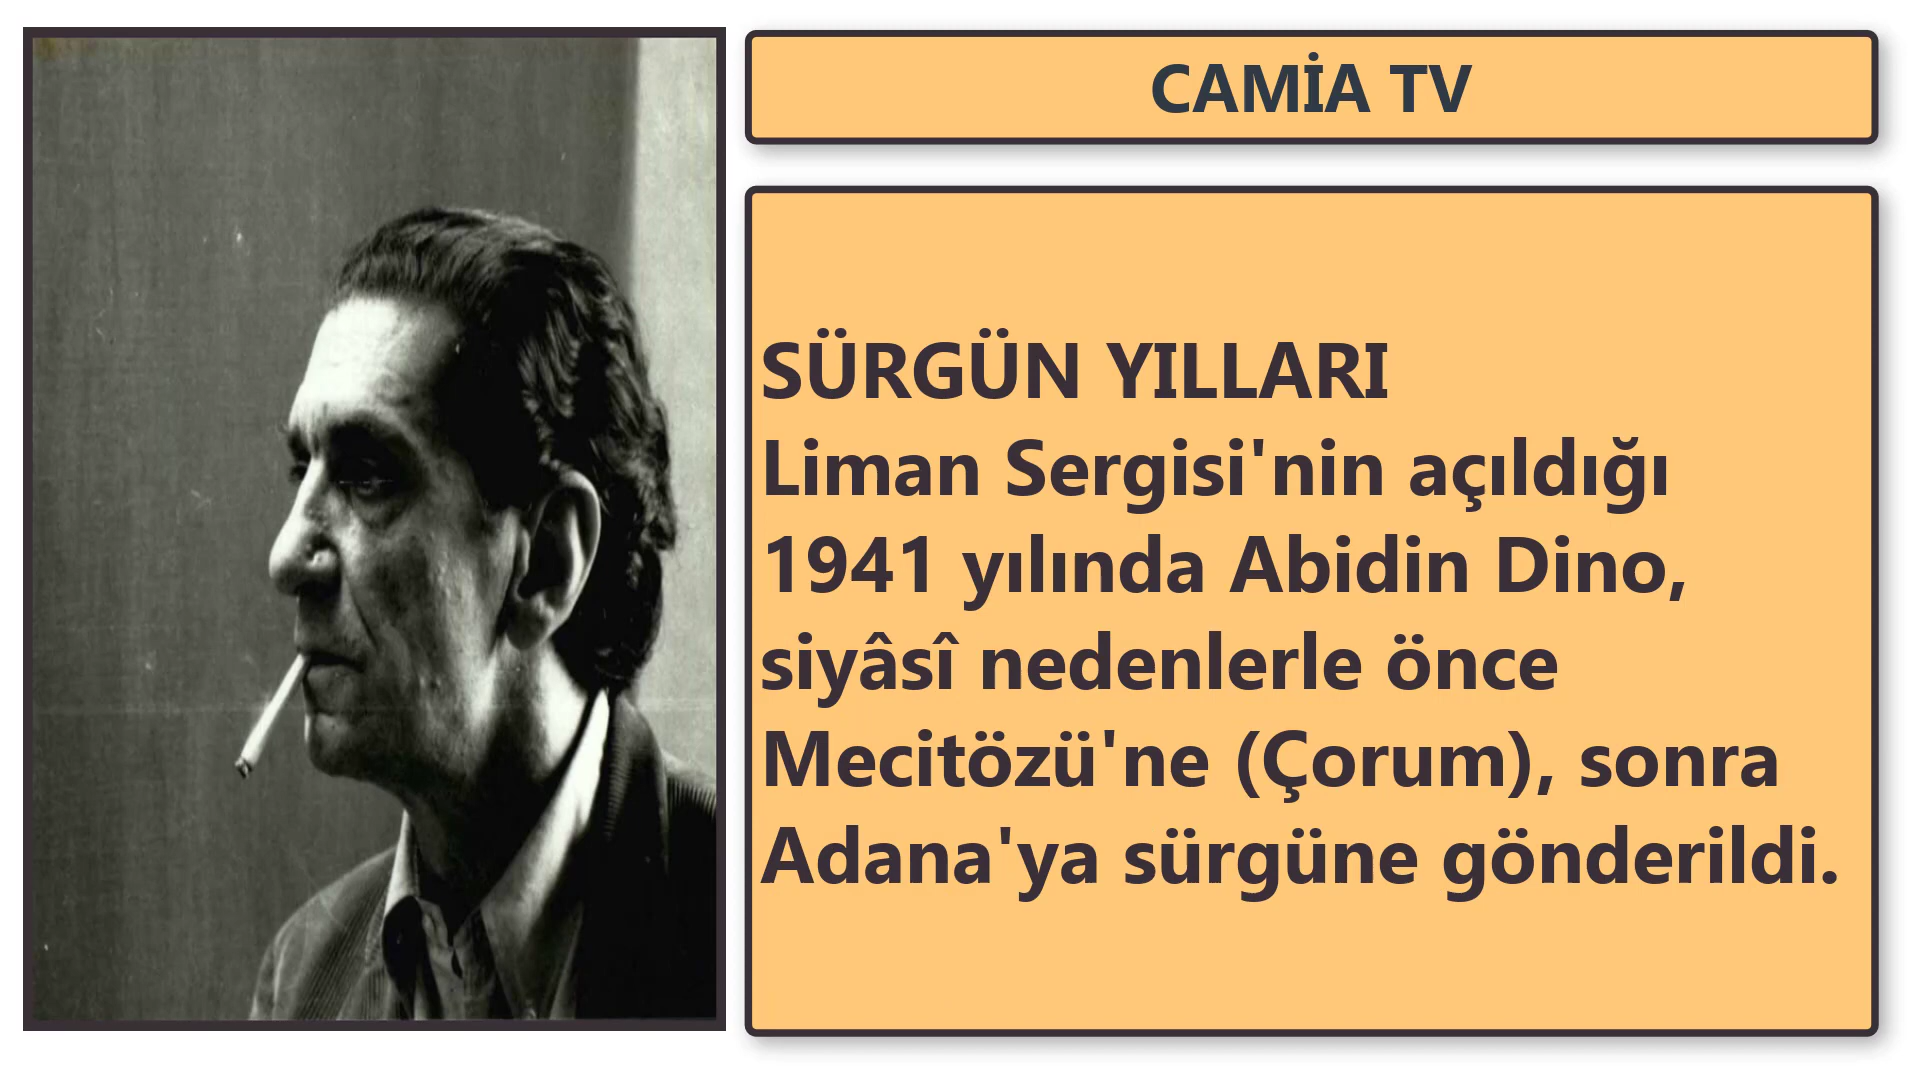 CAMİA TV
SÜRGÜN YILLARI
Liman Sergisi'nin açıldığı
1941 yılında Abidin Dino,
siyâsî nedenlerle önce
Mecitözü'ne (Çorum), sonra
Adana'ya sürgüne gönderildi.